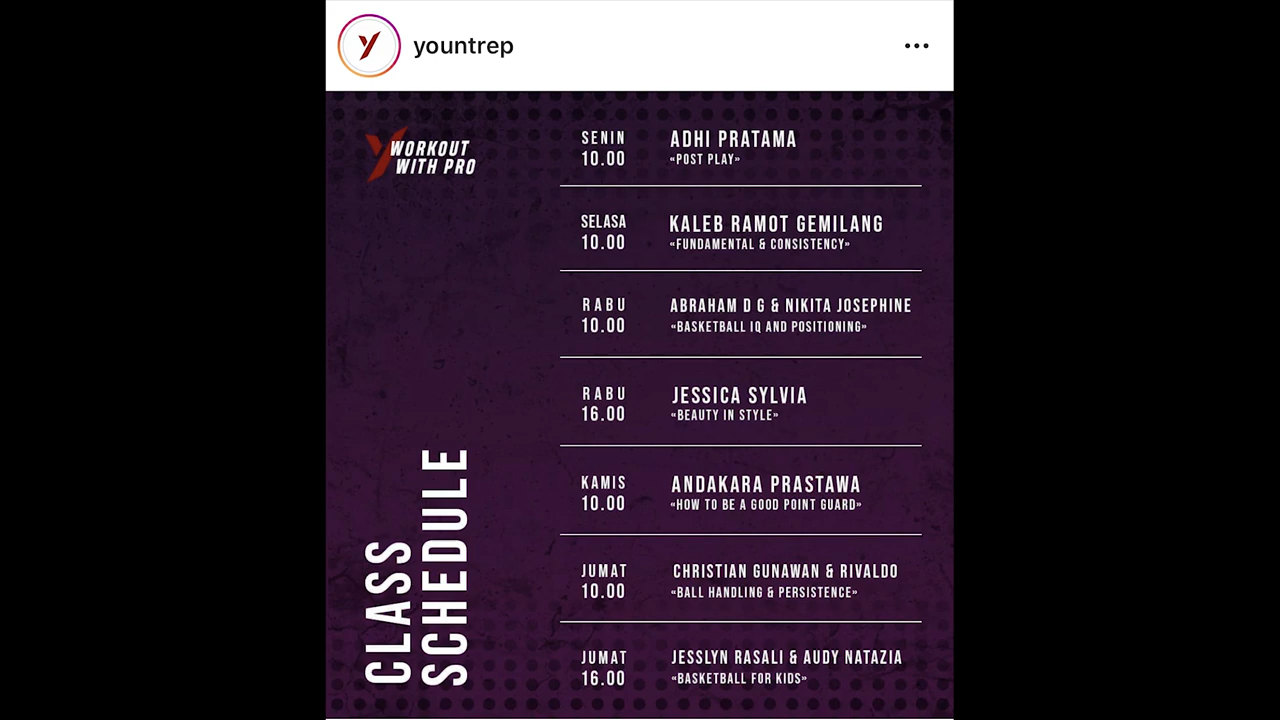 yountrep
WORKOUT
WITH PRO
SENIN
10.00
ADHI PRATAMA
«POST PLAY»
SELASA
10.00
KALEB RAMOT GEMILANG
«FUNDAMENTAL & CONSISTENCY»
RABU
10.00
ABRAHAM D G & NIKITA JOSEPHINE
«BASKETBALL IQ AND POSITIONING»
RABU
16.00
JESSICA SYLVIA
«BEAUTY IN STYLE»
KAMIS
10.00
ANDAKARA PRASTAWA
«HOW TO BE A GOOD POINT GUARD»
JUMAT
10.00
CHRISTIAN GUNAWAN & RIVALDO
«BALL HANDLING & PERSISTENCE»
JUMAT
16.00
JESSLYN RASALI & AUDY NATAZIA
«BASKETBALL FOR KIDS»
CLASS
SCHEDULE